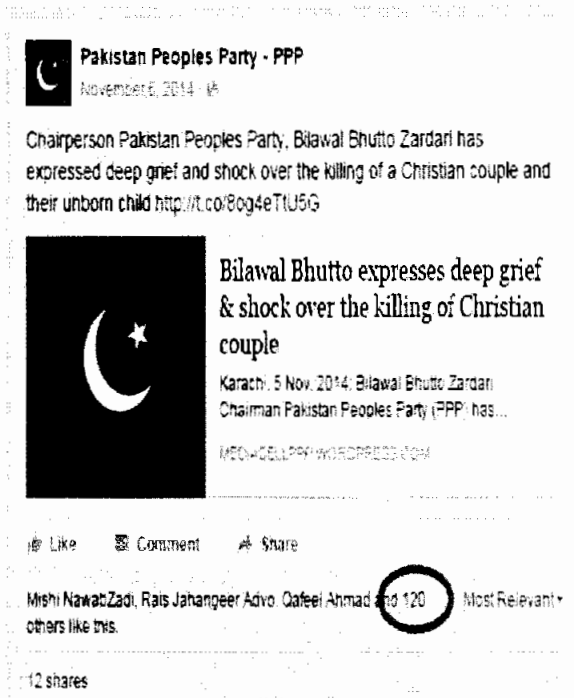 Pakistan Peoples Party - PPP
November 6, 2014
Chairperson Pakistan Peoples Party, Bilawal Bhutto Zardari has
expressed deep grief and shock over the killing of a Christian couple and
their unborn child http://t.co/8og4eTtU5G
Bilawal Bhutto expresses deep grief
& shock over the killing of Christian
couple
Karachi, 5 Nov, 2014: Bilawal Bhutto Zardari
Chairman Pakistan Peoples Party (PPP) has...
Like Comment Share
Mishi NawabZadi, Rais Jahangeer Advo, Qafeel Ahmad and 120 Most Relevant
others like this.
12 shares